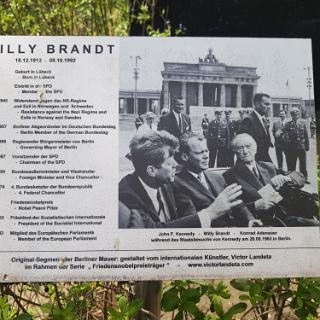 ILLY BRANDT
18.12.1913 - 08.10.1992
Geburt in Lübeck
Born in Lübeck
Eintritt in die SPD
Member of the SPD
Widerstand gegen das NS-Regime
und Exil in Norwegen und Schweden
- Resistance against the Nazi Regime and
Exile in Norway and Sweden
Berliner Abgeordneter im Deutschen Bundestag
- Berlin Member of the German Bundestag
Regierender Bürgermeister von Berlin
- Governing Mayor of Berlin
Vorsitzender der SPD
- Chairman of the SPD
Bundesaußenminister und Vizekanzler
- Foreign Minister and Vice Chancellor
4. Bundeskanzler der Bundesrepublik
- 4. Federal Chancellor
Friedensnobelpreis
- Nobel Peace Prize
Präsident der Sozialistischen Internationale
- President of the Socialist International
Mitglied des Europäischen Parlaments
- Member of the European Parliament
John F. Kennedy - Willy Brandt - Konrad Adenauer
während des Staatsbesuchs von Kennedy am 26.06.1963 in Berlin.
Original-Segment der Berliner Mauer: gestaltet vom internationalen Künstler, Victor Landeta
im Rahmen der Serie „Friedensnobelpreisträger" - www.victorlandeta.com